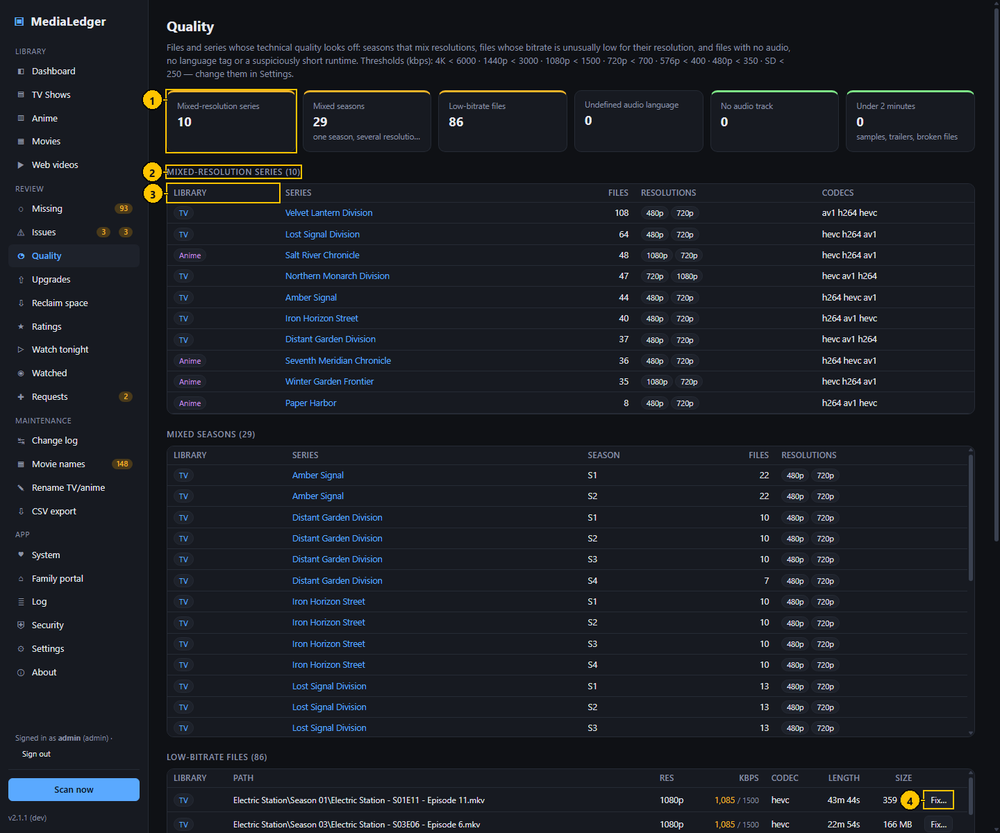 MediaLedger
LIBRARY
Dashboard
TV Shows
Anime
Movies
Web videos
REVIEW
Missing 93
Issues 3 3
Quality
Upgrades
Reclaim space
Ratings
Watch tonight
Watched
Requests 2
MAINTENANCE
Change log
Movie names 148
Rename TV/anime
CSV export
APP
System
Family portal
Log
Security
Settings
About
Signed in as admin (admin) ·
Sign out
Scan now
v2.1.1 (dev)
Quality
Files and series whose technical quality looks off: seasons that mix resolutions, files whose bitrate is unusually low for their resolution, and files with no audio,
no language tag or a suspiciously short runtime. Thresholds (kbps): 4K < 6000 · 1440p < 3000 · 1080p < 1500 · 720p < 700 · 576p < 400 · 480p < 350 · SD <
250 — change them in Settings.
1
Mixed-resolution series
10
Mixed seasons
29
one season, several resolutio...
Low-bitrate files
86
Undefined audio language
0
No audio track
0
Under 2 minutes
0
samples, trailers, broken files
2
MIXED-RESOLUTION SERIES (10)
3
LIBRARY SERIES FILES RESOLUTIONS CODECS
TV Velvet Lantern Division 108 480p 720p av1 h264 hevc
TV Lost Signal Division 64 480p 720p hevc h264 av1
Anime Salt River Chronicle 48 1080p 720p hevc h264 av1
TV Northern Monarch Division 47 720p 1080p hevc av1 h264
TV Amber Signal 44 480p 720p h264 hevc av1
TV Iron Horizon Street 40 480p 720p h264 av1 hevc
TV Distant Garden Division 37 480p 720p hevc av1 h264
Anime Seventh Meridian Chronicle 36 480p 720p h264 hevc av1
Anime Winter Garden Frontier 35 1080p 720p hevc h264 av1
Anime Paper Harbor 8 480p 720p h264 av1 hevc
MIXED SEASONS (29)
LIBRARY SERIES SEASON FILES RESOLUTIONS
TV Amber Signal S1 22 480p 720p
TV Amber Signal S2 22 480p 720p
TV Distant Garden Division S1 10 480p 720p
TV Distant Garden Division S2 10 480p 720p
TV Distant Garden Division S3 10 480p 720p
TV Distant Garden Division S4 7 480p 720p
TV Iron Horizon Street S1 10 480p 720p
TV Iron Horizon Street S2 10 480p 720p
TV Iron Horizon Street S3 10 480p 720p
TV Iron Horizon Street S4 10 480p 720p
TV Lost Signal Division S1 13 480p 720p
TV Lost Signal Division S2 13 480p 720p
TV Lost Signal Division S3 13 480p 720p
LOW-BITRATE FILES (86)
LIBRARY PATH RES KBPS CODEC LENGTH SIZE
TV Electric Station\Season 01\Electric Station - S01E11 - Episode 11.mkv 1080p 1,085 / 1500 hevc 43m 44s 359 4 Fix...
TV Electric Station\Season 03\Electric Station - S03E06 - Episode 6.mkv 1080p 1,085 / 1500 hevc 22m 54s 166 MB Fix...